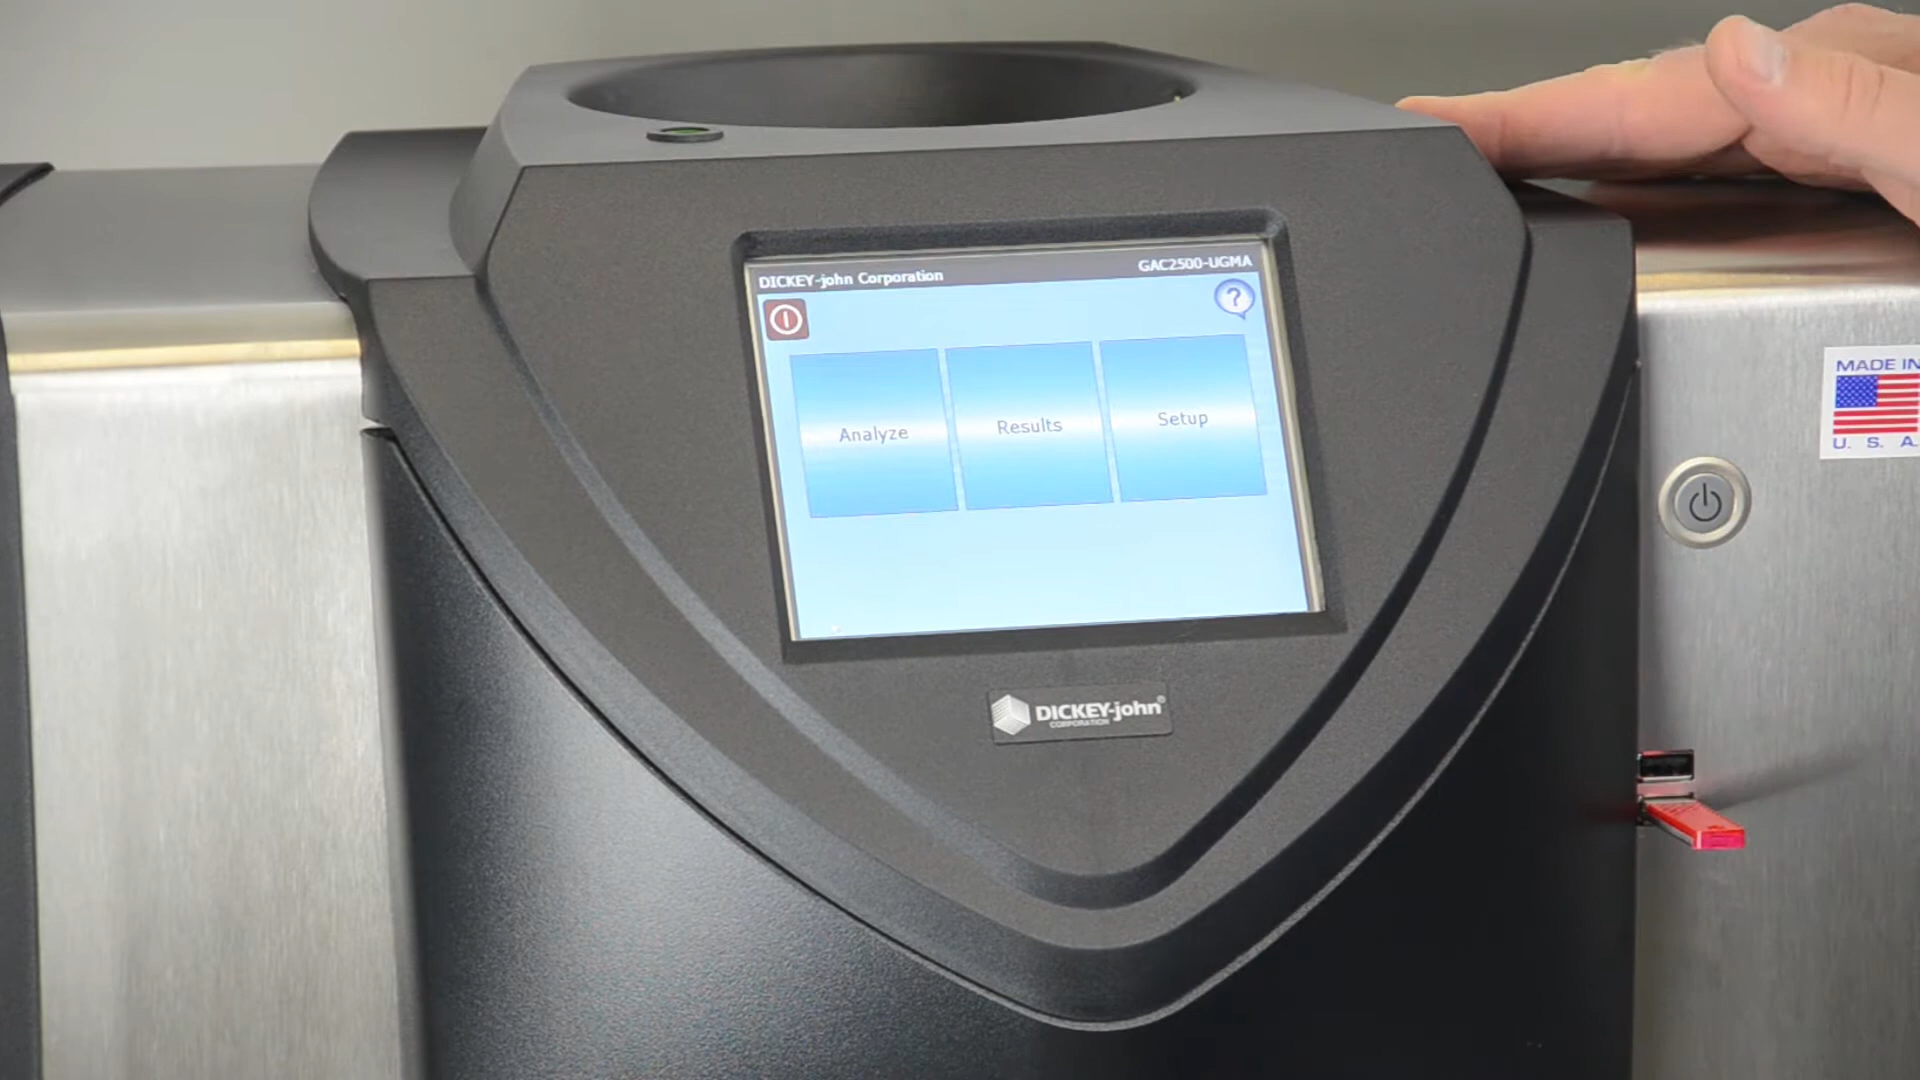 DICKEY-john Corporation
GAC2500-UGMA
?
Analyze
Results
Setup
DICKEY-john®
CORPORATION
MADE IN
U. S. A.